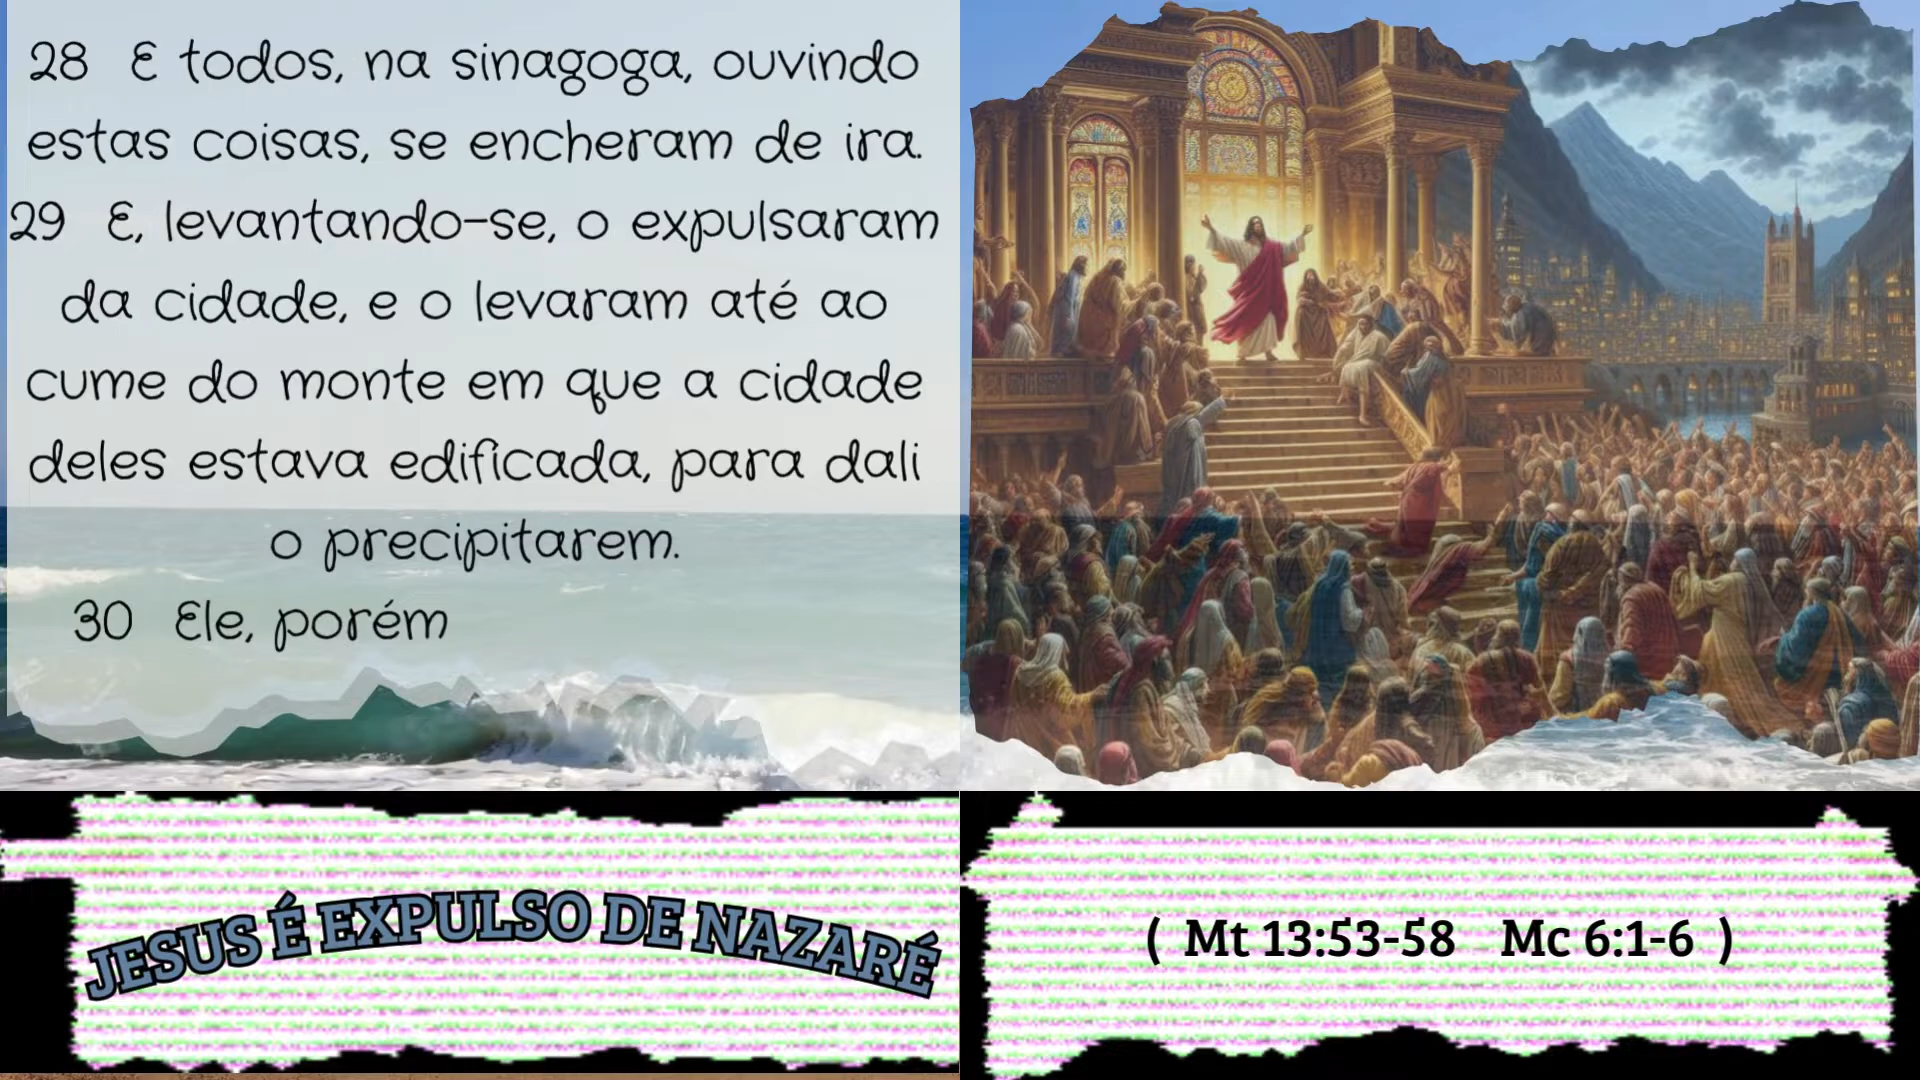 28 E todos, na sinagoga, ouvindo
estas coisas, se encheram de ira.
29 E, levantando-se, o expulsaram
da cidade, e o levaram até ao
cume do monte em que a cidade
deles estava edificada, para dali
o precipitarem.
30 Ele, porém
JESUS É EXPULSO DE NAZARÉ
( Mt 13:53-58 Mc 6:1-6 )